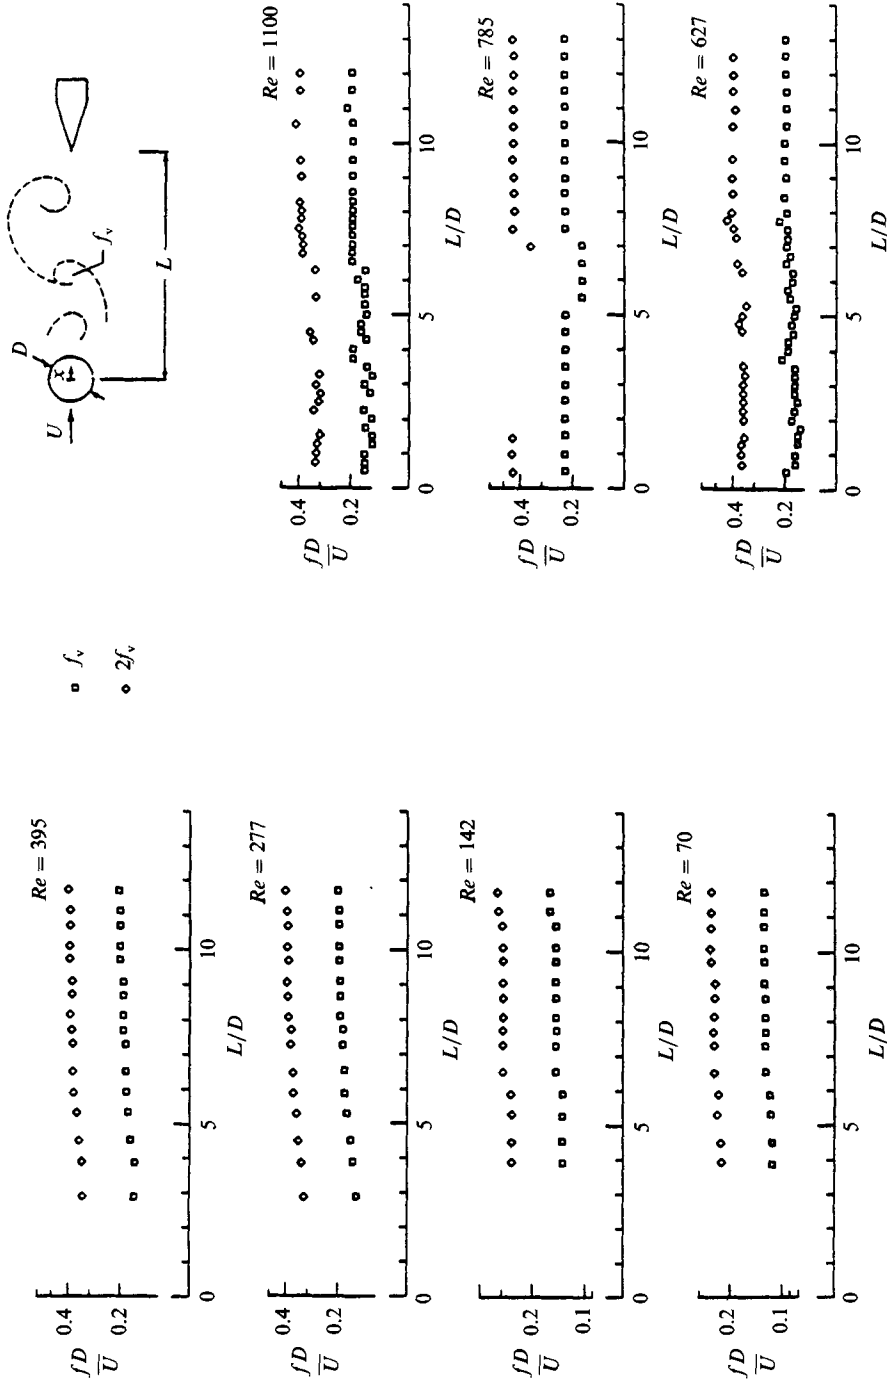 U
D
x
f_v
L
□ f_v
◇ 2f_v
Re = 395
fD/U
0.4
0.2
0
5
10
L/D
Re = 277
fD/U
0.4
0.2
0
5
10
L/D
Re = 142
fD/U
0.2
0.1
0
5
10
L/D
Re = 70
fD/U
0.2
0.1
0
5
10
L/D
Re = 1100
fD/U
0.4
0.2
0
5
10
L/D
Re = 785
fD/U
0.4
0.2
0
5
10
L/D
Re = 627
fD/U
0.4
0.2
0
5
10
L/D